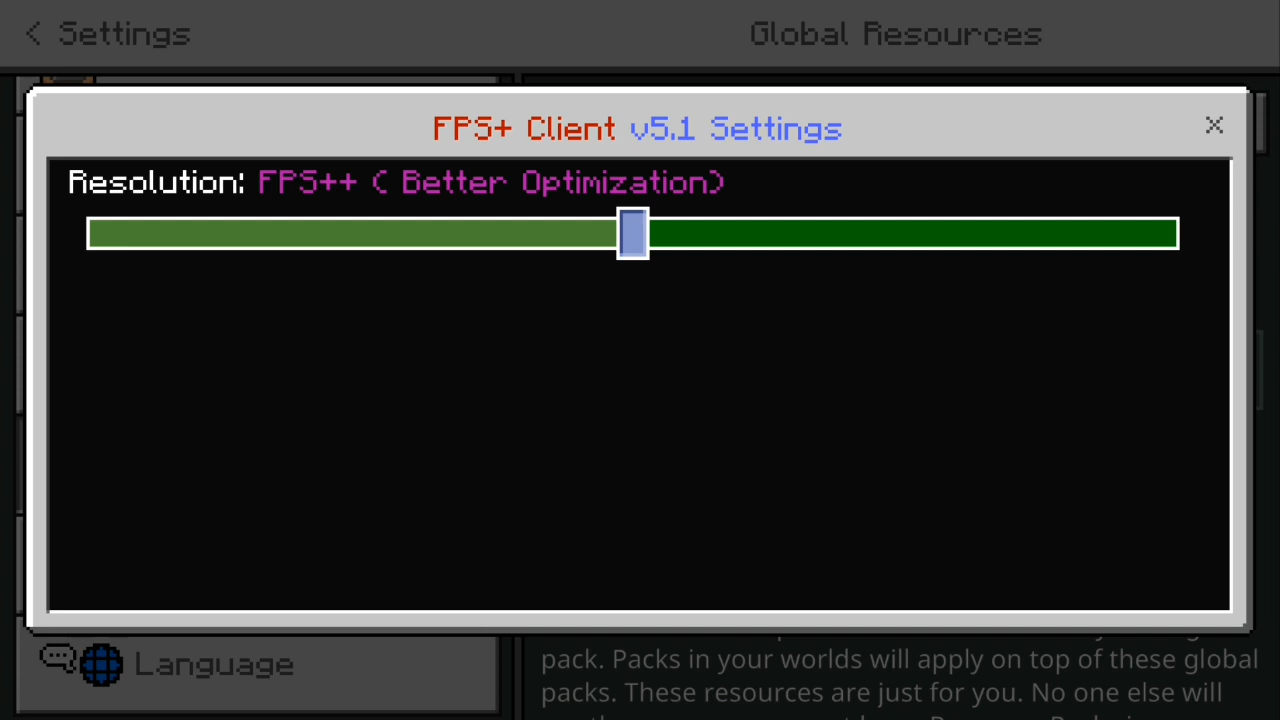 < Settings
Global Resources
FPS+ Client v5.1 Settings
Resolution: FPS++ ( Better Optimization)
Language
pack. Packs in your worlds will apply on top of these global
packs. These resources are just for you. No one else will